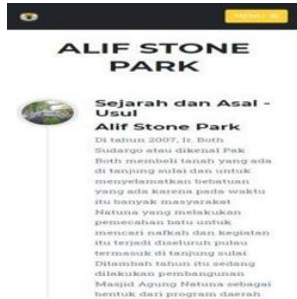 MENU
ALIF STONE
PARK
Sejarah dan Asal -
Usul
Alif Stone Park
Di tahun 2007, Ir. Both
Sudargo atau dikenal Pak
Both membeli tanah yang ada
di tanjung sulai dan untuk
menyelamatkan bebatuan
yang ada karena pada waktu
itu banyak masyarakat
Natuna yang melakukan
pemecahan batu untuk
mencari nafkah dan kegiatan
itu terjadi diseluruh pulau
termasuk di tanjung sulai.
Ditambah tahun itu sedang
dilakukan pembangunan
Masjid Agung Natuna sebagai
bentuk dari program daerah